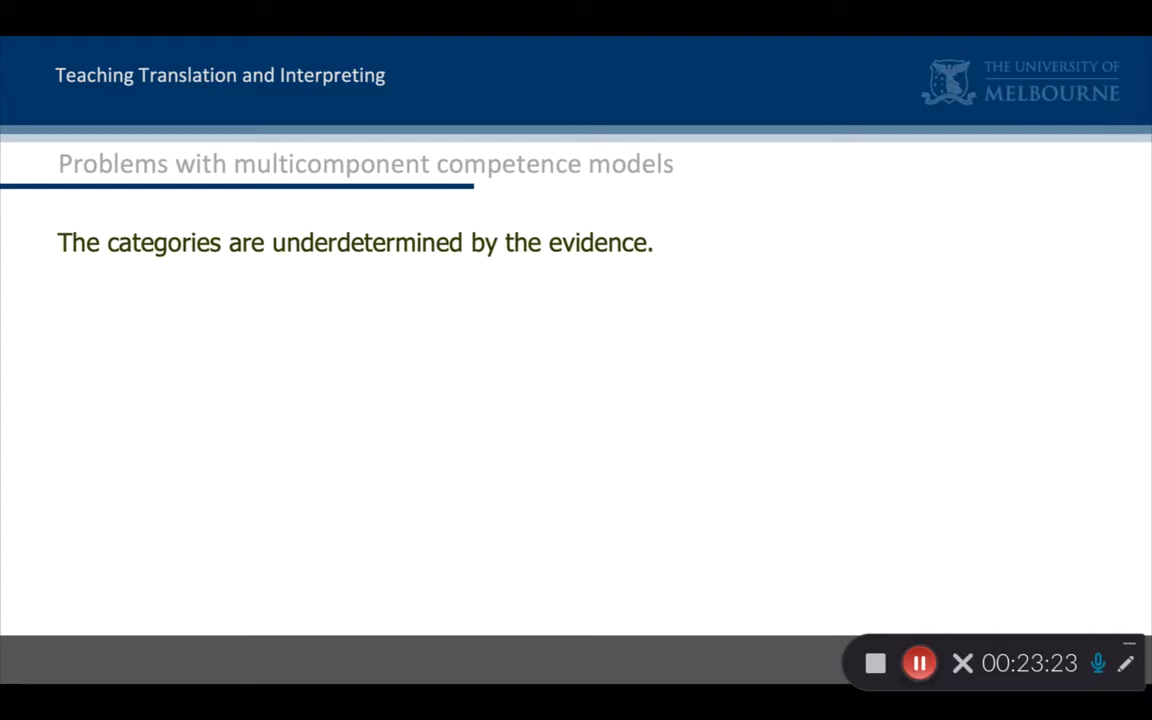 Teaching Translation and Interpreting
THE UNIVERSITY OF
MELBOURNE
Problems with multicomponent competence models
The categories are underdetermined by the evidence.
00:23:23